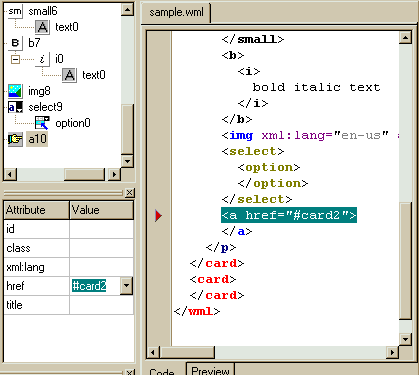 small6
text0
b7
i0
text0
img8
select9
option0
a10
Attribute Value
id
class
xml:lang
href #card2
title
sample.wml
</small>
<b>
<i>
bold italic text
</i>
</b>
<img xml:lang="en-us"
<select>
<option>
</option>
</select>
<a href="#card2">
</a>
</p>
</card>
<card>
</card>
</wml>
Code Preview